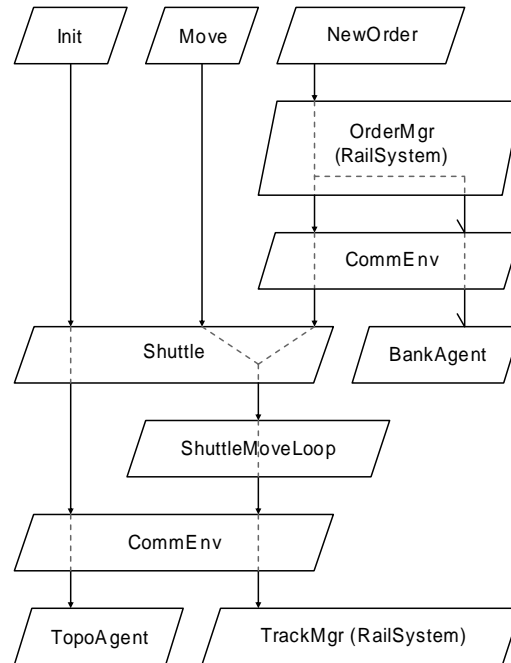 Init
Move
NewOrder
OrderMgr
(RailSystem)
CommEnv
Shuttle
BankAgent
ShuttleMoveLoop
CommEnv
TopoAgent
TrackMgr (RailSystem)